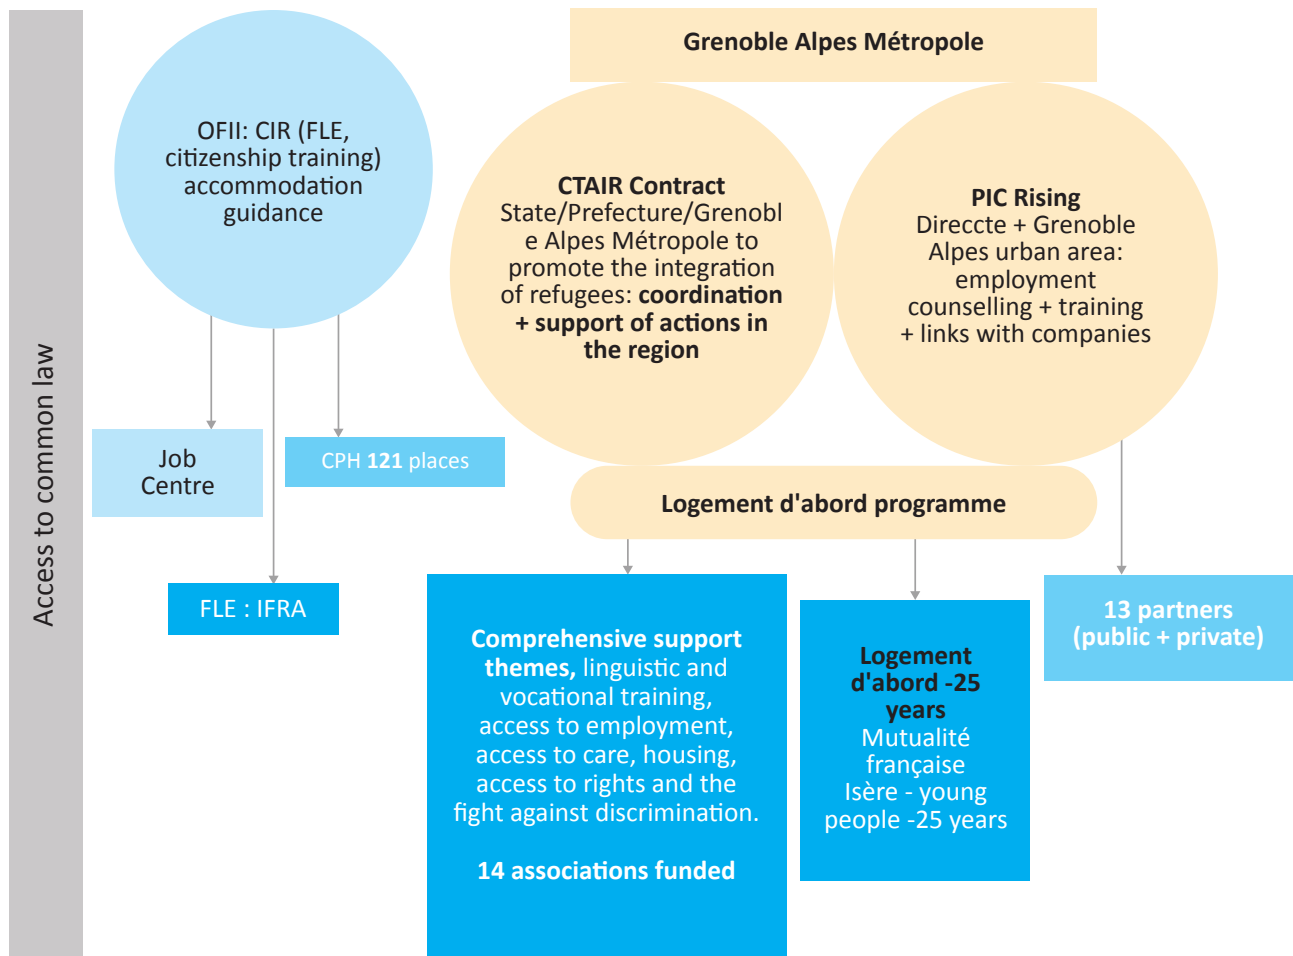 Access to common law
OFII: CIR (FLE,
citizenship training)
accommodation
guidance
Job
Centre
CPH 121 places
FLE : IFRA
Grenoble Alpes Métropole
CTAIR Contract
State/Prefecture/Grenobl
e Alpes Métropole to
promote the integration
of refugees: coordination
+ support of actions in
the region
PIC Rising
Direccte + Grenoble
Alpes urban area:
employment
counselling + training
+ links with companies
Logement d'abord programme
Comprehensive support
themes, linguistic and
vocational training,
access to employment,
access to care, housing,
access to rights and the
fight against discrimination.
14 associations funded
Logement
d'abord -25
years
Mutualité
française
Isère - young
people -25 years
13 partners
(public + private)